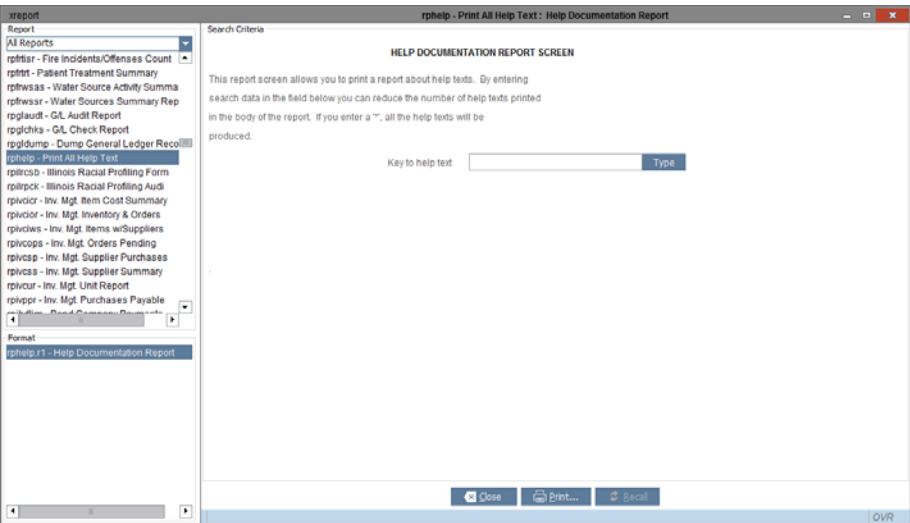 xreport
rphelp - Print All Help Text : Help Documentation Report
Report
All Reports
rpfrtisr - Fire Incidents/Offenses Count
rpfrtrt - Patient Treatment Summary
rpfrwsas - Water Source Activity Summa
rpfrwssr - Water Sources Summary Rep
rpglaudt - G/L Audit Report
rpglchks - G/L Check Report
rpgldump - Dump General Ledger Reco
rphelp - Print All Help Text
rpilrcsb - Illinois Racial Profiling Form
rpilrpck - Illinois Racial Profiling Audi
rpivcicr - Inv. Mgt. Item Cost Summary
rpivcior - Inv. Mgt. Inventory & Orders
rpivciws - Inv. Mgt. Items w/Suppliers
rpivcops - Inv. Mgt. Orders Pending
rpivcsp - Inv. Mgt. Supplier Purchases
rpivcss - Inv. Mgt. Supplier Summary
rpivcur - Inv. Mgt. Unit Report
rpivppr - Inv. Mgt. Purchases Payable
Format
rphelp.r1 - Help Documentation Report
Search Criteria
HELP DOCUMENTATION REPORT SCREEN
This report screen allows you to print a report about help texts. By entering
search data in the field below you can reduce the number of help texts printed
in the body of the report. If you enter a '*', all the help texts will be
produced.
Key to help text
Type
Close
Print...
Recall
OVR